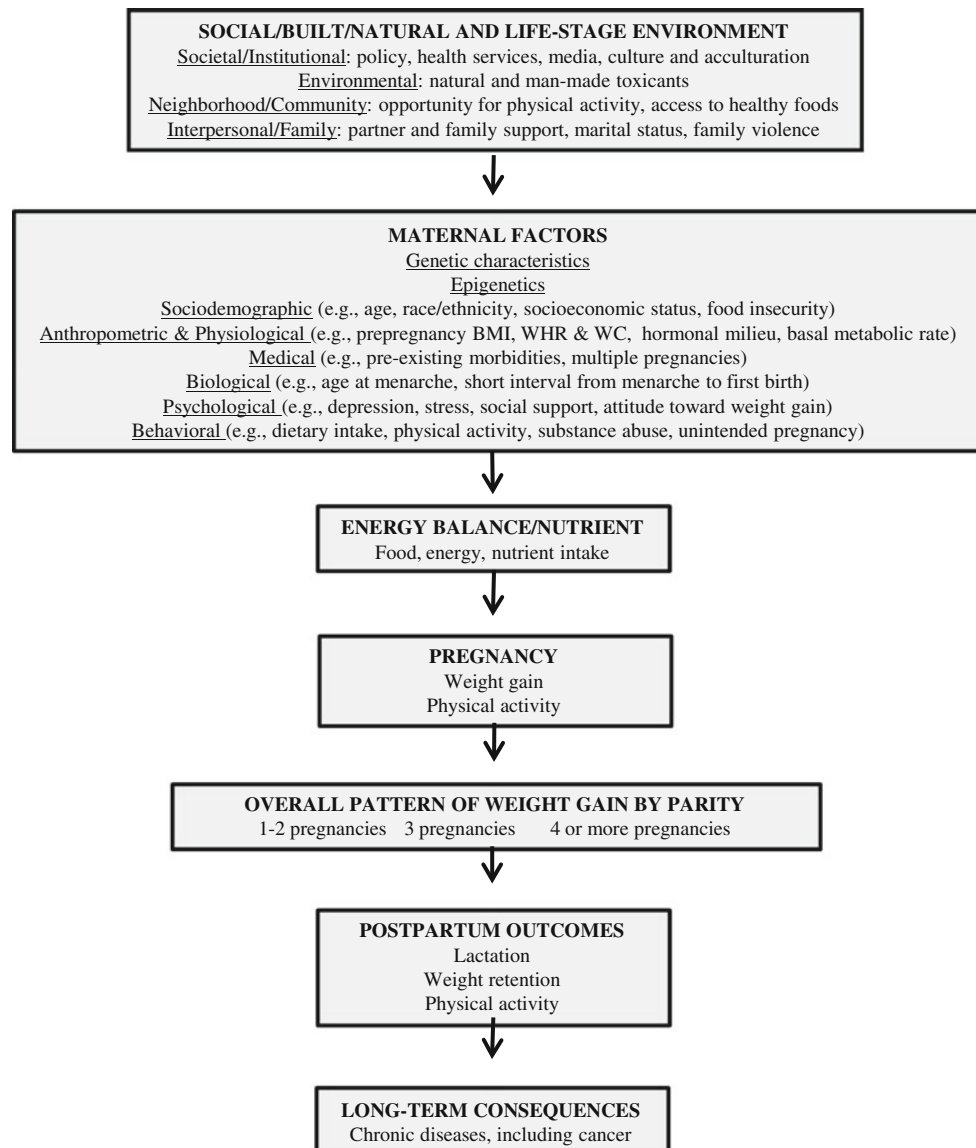 SOCIAL/BUILT/NATURAL AND LIFE-STAGE ENVIRONMENT
Societal/Institutional: policy, health services, media, culture and acculturation
Environmental: natural and man-made toxicants
Neighborhood/Community: opportunity for physical activity, access to healthy foods
Interpersonal/Family: partner and family support, marital status, family violence
MATERNAL FACTORS
Genetic characteristics
Epigenetics
Sociodemographic (e.g., age, race/ethnicity, socioeconomic status, food insecurity)
Anthropometric & Physiological (e.g., prepregnancy BMI, WHR & WC, hormonal milieu, basal metabolic rate)
Medical (e.g., pre-existing morbidities, multiple pregnancies)
Biological (e.g., age at menarche, short interval from menarche to first birth)
Psychological (e.g., depression, stress, social support, attitude toward weight gain)
Behavioral (e.g., dietary intake, physical activity, substance abuse, unintended pregnancy)
ENERGY BALANCE/NUTRIENT
Food, energy, nutrient intake
PREGNANCY
Weight gain
Physical activity
OVERALL PATTERN OF WEIGHT GAIN BY PARITY
1-2 pregnancies 3 pregnancies 4 or more pregnancies
POSTPARTUM OUTCOMES
Lactation
Weight retention
Physical activity
LONG-TERM CONSEQUENCES
Chronic diseases, including cancer